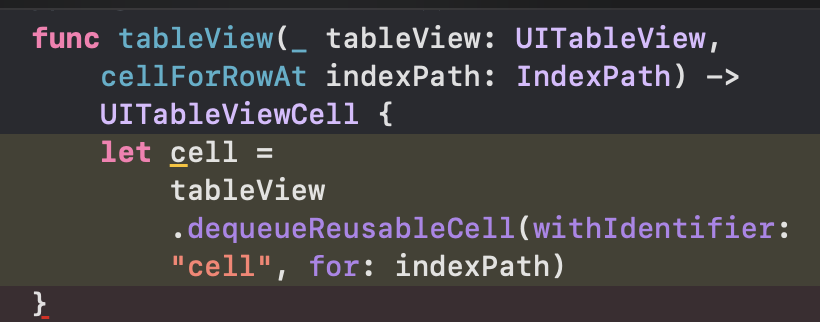 func tableView(_ tableView: UITableView,
cellForRowAt indexPath: IndexPath) ->
UITableViewCell {
let cell =
tableView
.dequeueReusableCell(withIdentifier:
"cell", for: indexPath)
}